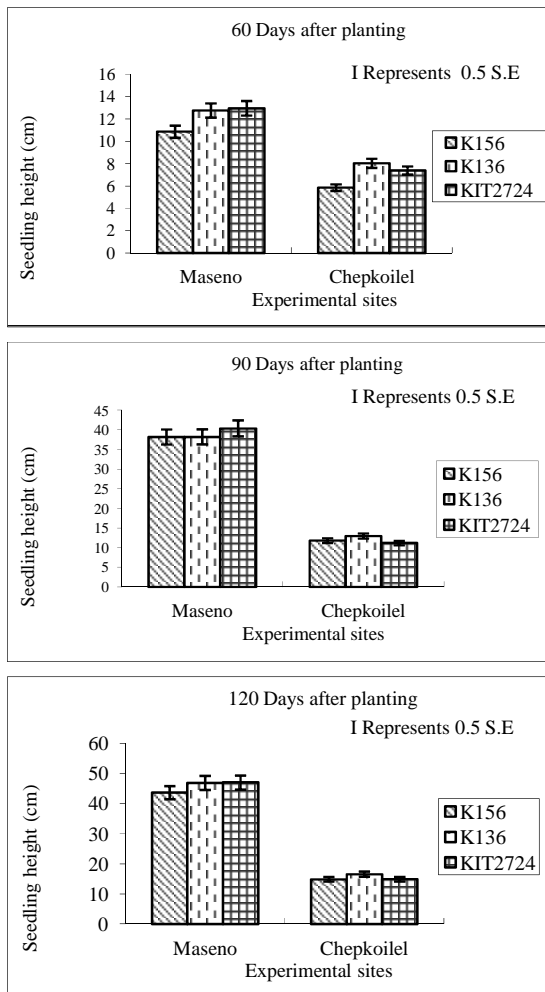 60 Days after planting
I Represents 0.5 S.E
Seedling height (cm)
16
14
12
10
8
6
4
2
0
K156
K136
KIT2724
Maseno Chepkoilel
Experimental sites
90 Days after planting
I Represents 0.5 S.E
Seedling height (cm)
45
40
35
30
25
20
15
10
5
0
K156
K136
KIT2724
Maseno Chepkoilel
Experimental sites
120 Days after planting
I Represents 0.5 S.E
Seedling height (cm)
60
50
40
30
20
10
0
K156
K136
KIT2724
Maseno Chepkoilel
Experimental sites